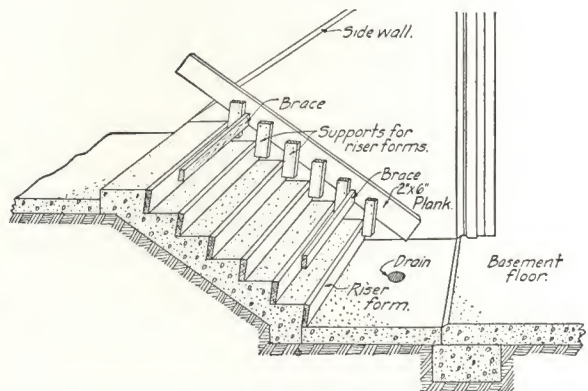 Side wall.
Brace
Supports for
riser forms.
Brace
2"x6"
Plank.
Drain
Basement
floor.
Riser
form.